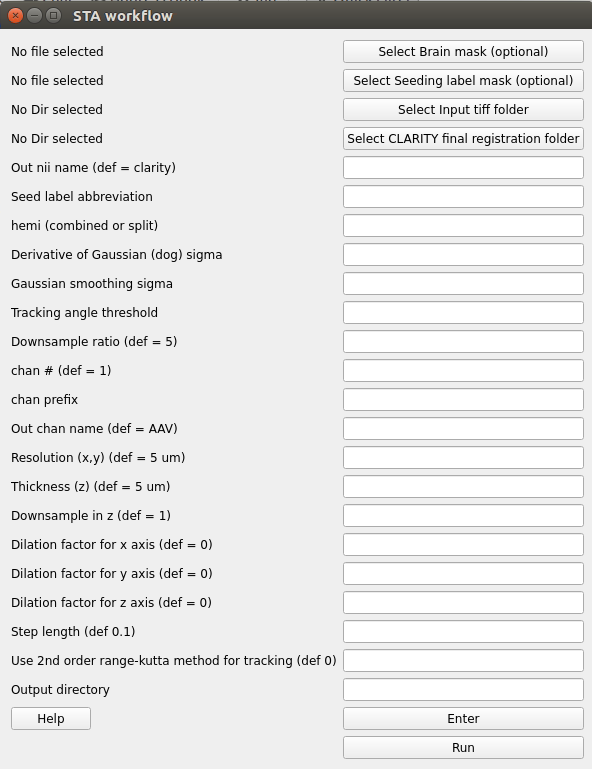 STA workflow
No file selected Select Brain mask (optional)
No file selected Select Seeding label mask (optional)
No Dir selected Select Input tiff folder
No Dir selected Select CLARITY final registration folder
Out nii name (def = clarity)
Seed label abbreviation
hemi (combined or split)
Derivative of Gaussian (dog) sigma
Gaussian smoothing sigma
Tracking angle threshold
Downsample ratio (def = 5)
chan # (def = 1)
chan prefix
Out chan name (def = AAV)
Resolution (x,y) (def = 5 um)
Thickness (z) (def = 5 um)
Downsample in z (def = 1)
Dilation factor for x axis (def = 0)
Dilation factor for y axis (def = 0)
Dilation factor for z axis (def = 0)
Step length (def 0.1)
Use 2nd order range-kutta method for tracking (def 0)
Output directory
Help Enter
Run